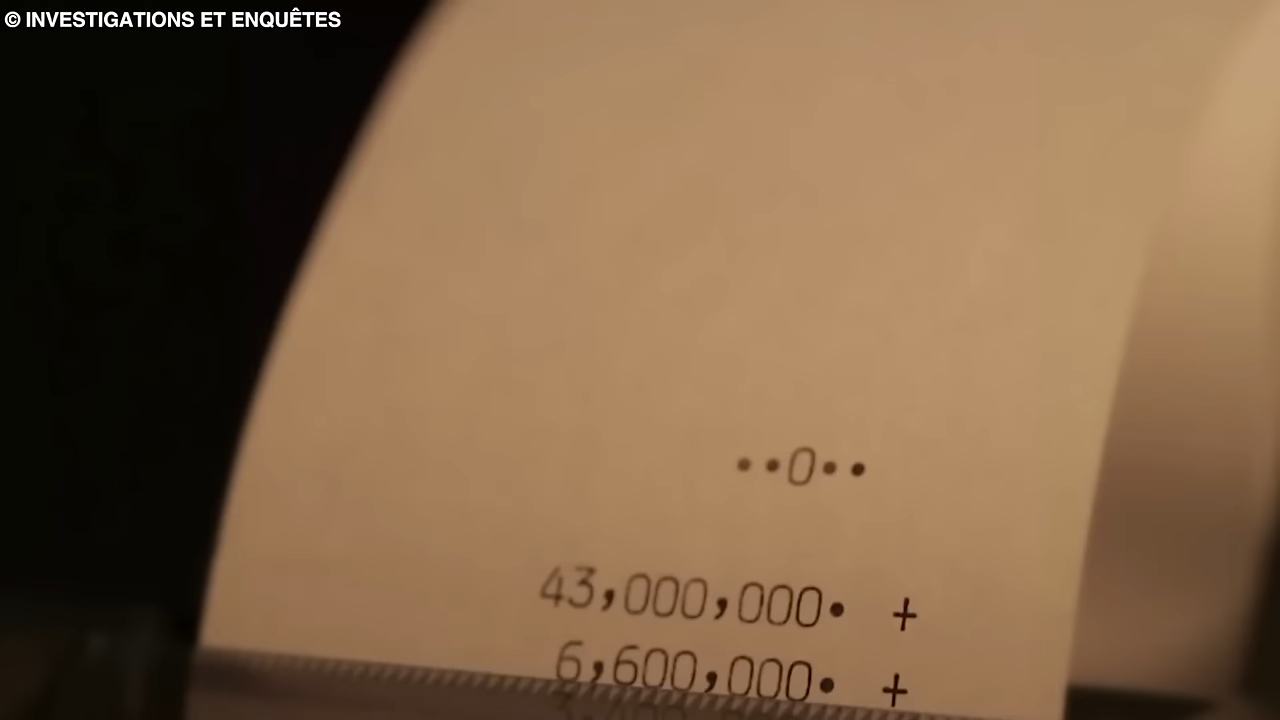 © INVESTIGATIONS ET ENQUÊTES
••0••
43,000,000• +
6,600,000• +